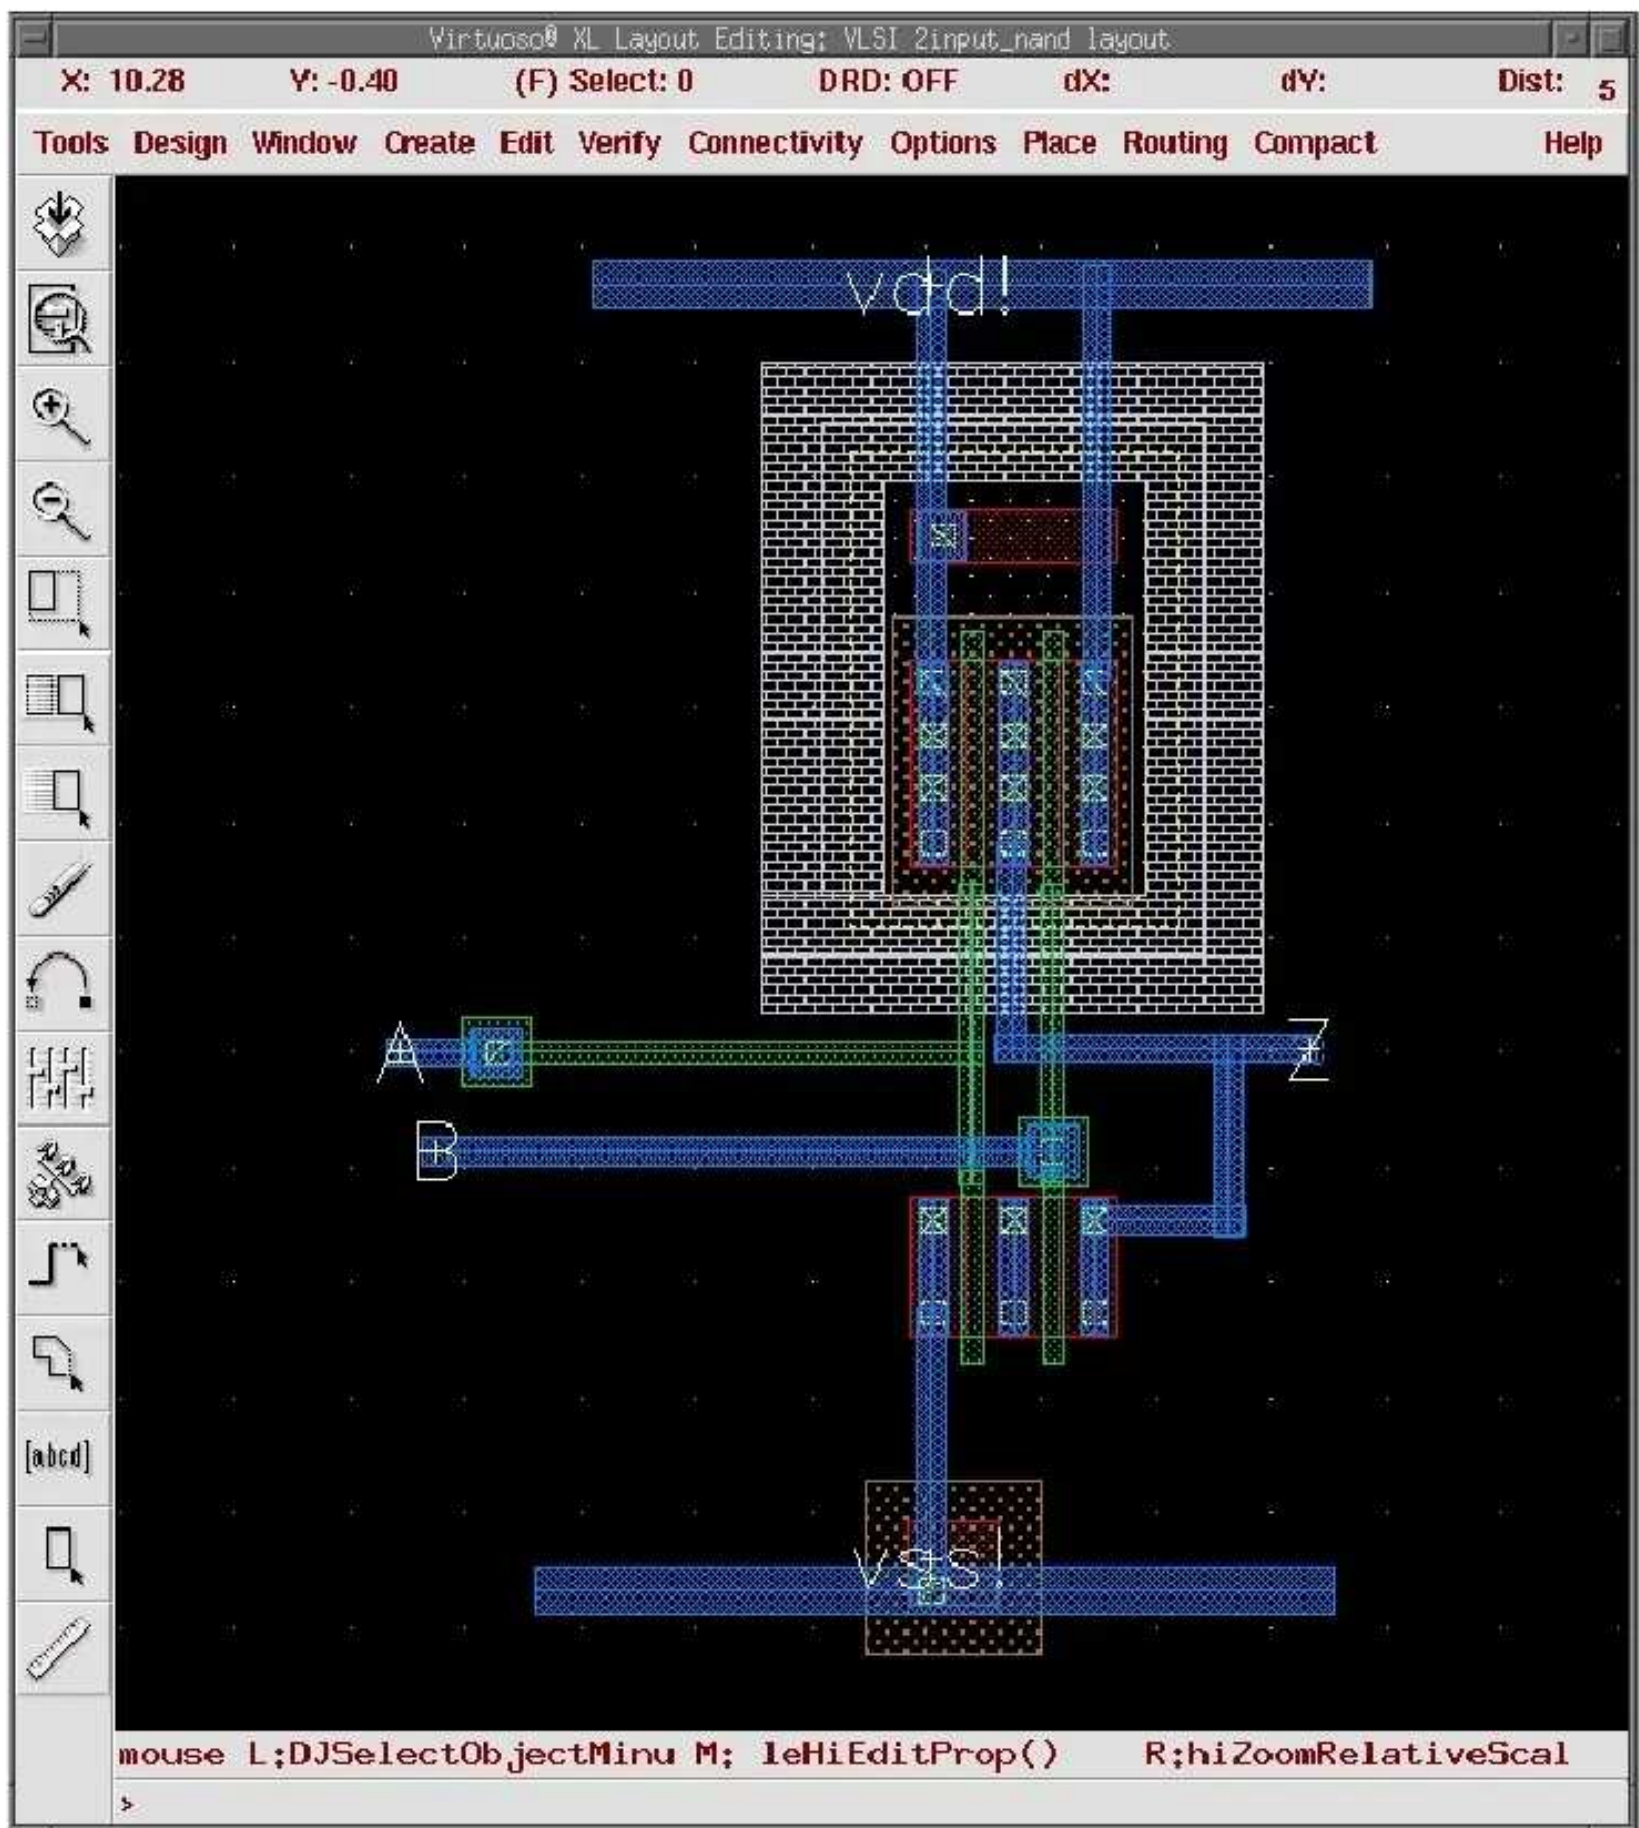 Virtuoso® XL Layout Editing: VLSI 2input_nand layout
X: 10.28 Y: -0.40 (F) Select: 0 DRD: OFF dX: dY: Dist: 5
Tools Design Window Create Edit Verify Connectivity Options Place Routing Compact Help
vdd!
A
Z
B
[abcd]
vss!
mouse L:DJSelectObjectMinu M: leHiEditProp() R:hiZoomRelativeScal
>